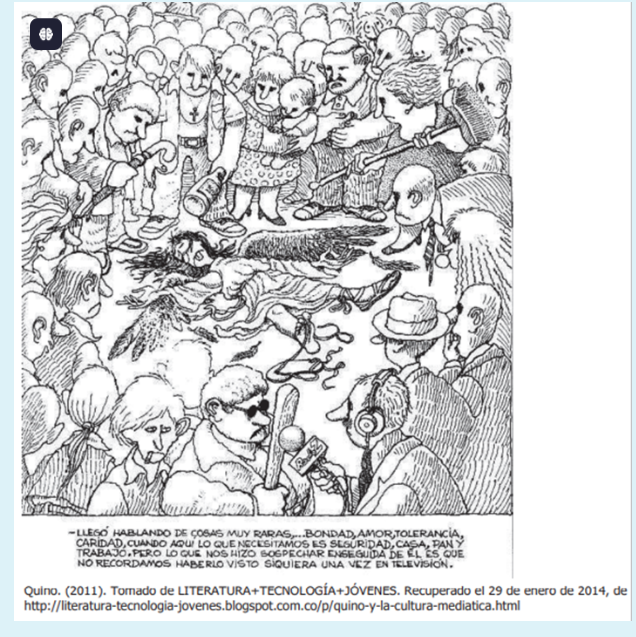 -LLEGÓ HABLANDO DE COSAS MUY RARAS,...BONDAD, AMOR, TOLERANCIA,
CARIDAD, CUANDO AQUÍ LO QUE NECESITAMOS ES SEGURIDAD, CASA, PAN Y
TRABAJO. PERO LO QUE NOS HIZO SOSPECHAR ENSEGUIDA DE ÉL ES QUE
NO RECORDAMOS HABERLO VISTO SIQUIERA UNA VEZ EN TELEVISIÓN.
Quino. (2011). Tomado de LITERATURA+TECNOLOGÍA+JÓVENES. Recuperado el 29 de enero de 2014, de
http://literatura-tecnologia-jovenes.blogspot.com.co/p/quino-y-la-cultura-mediatica.html